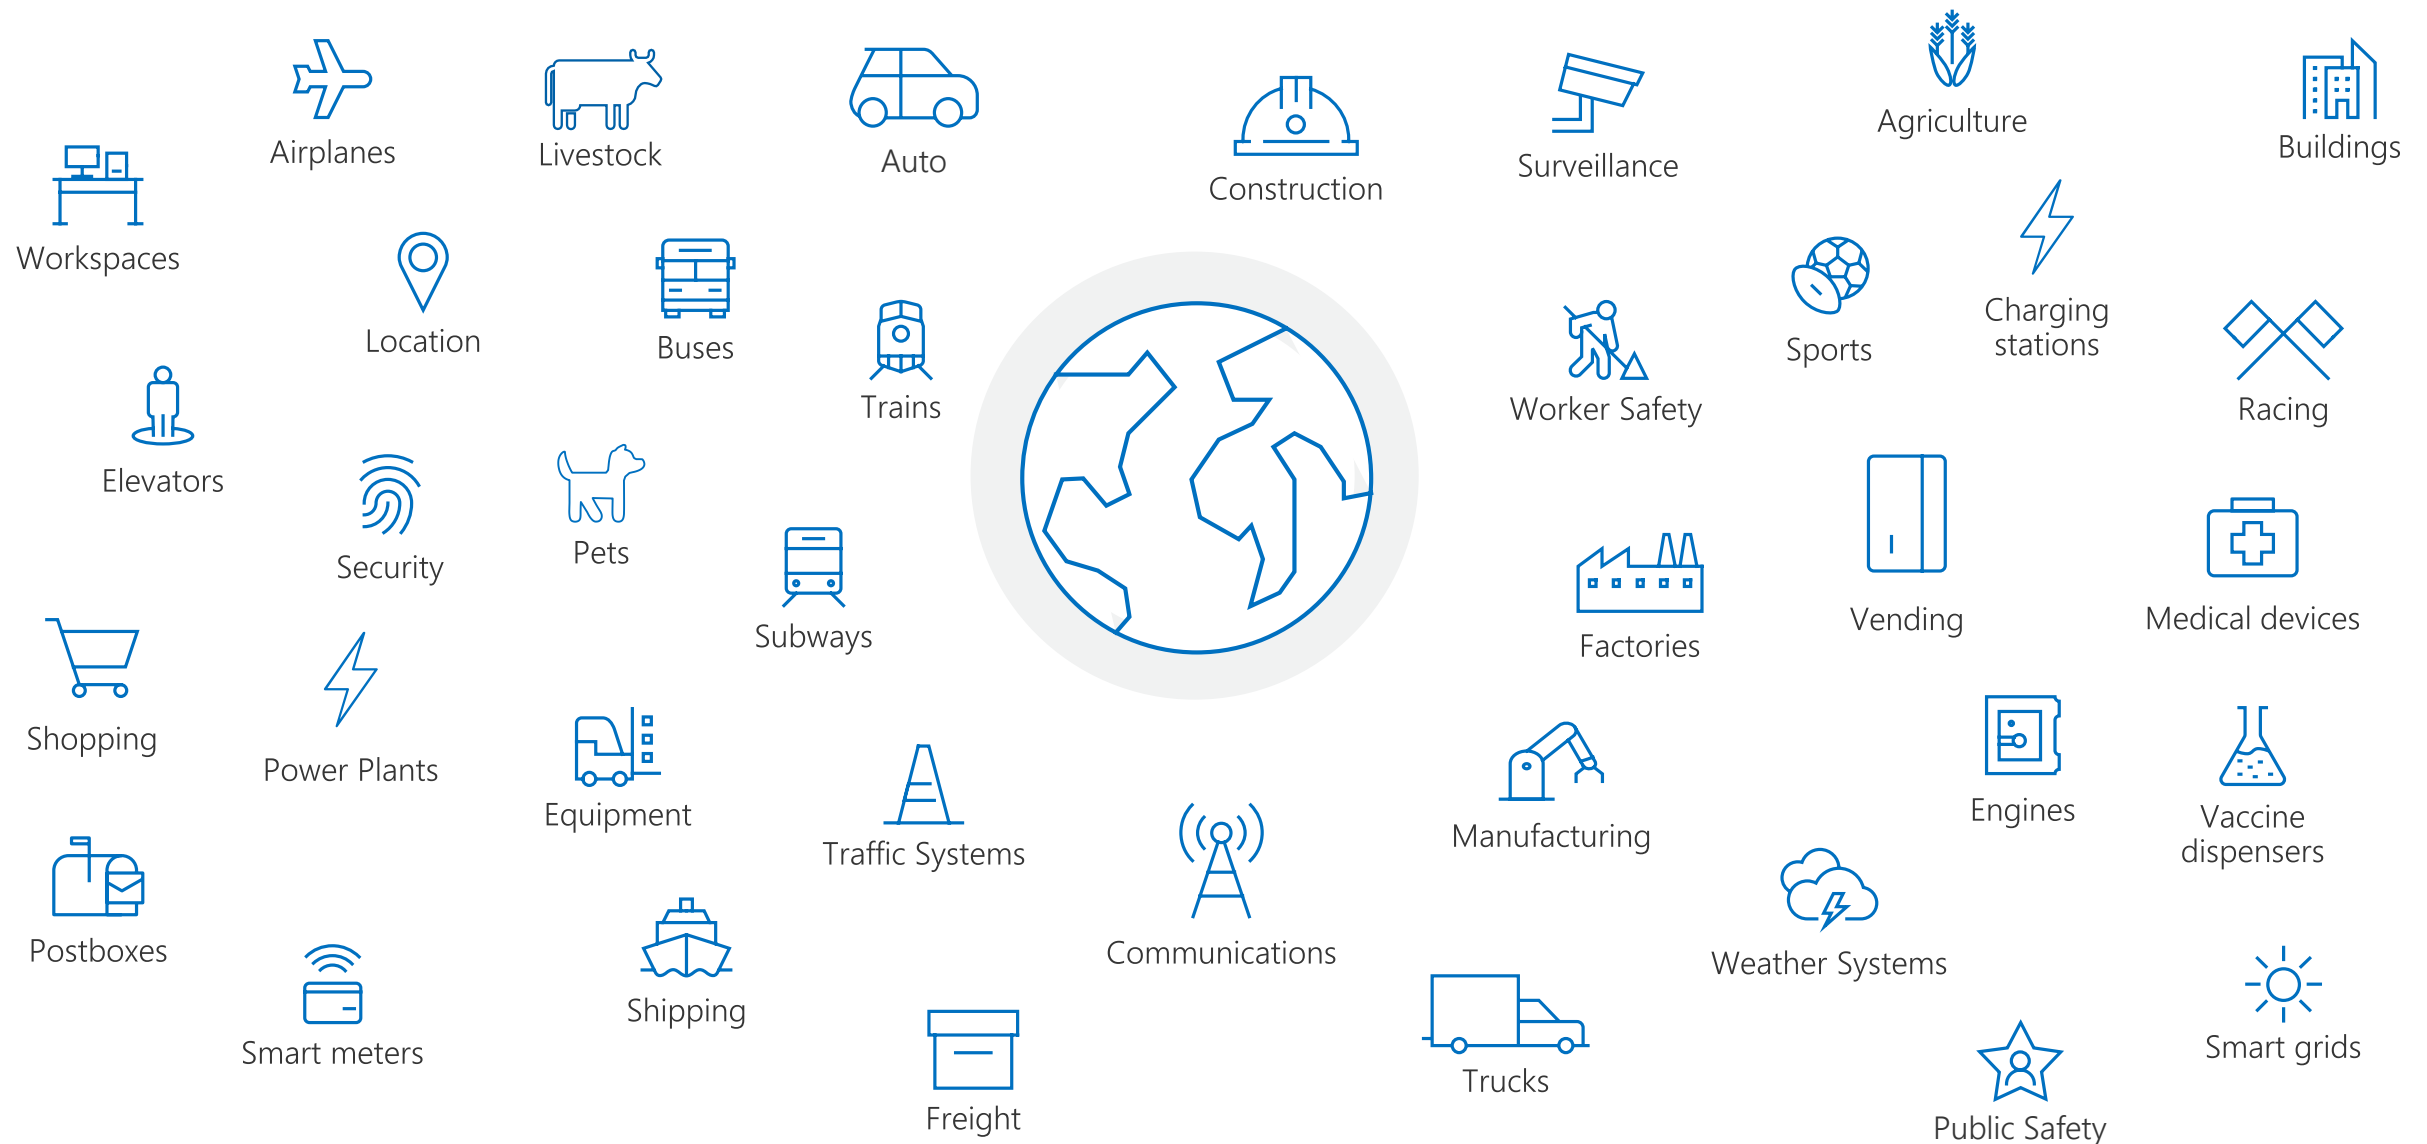 Airplanes
Livestock
Auto
Construction
Surveillance
Agriculture
Buildings
Workspaces
Location
Buses
Trains
Worker Safety
Sports
Charging
stations
Racing
Elevators
Security
Pets
Subways
Factories
Vending
Medical devices
Shopping
Power Plants
Equipment
Traffic Systems
Communications
Manufacturing
Engines
Vaccine
dispensers
Postboxes
Smart meters
Shipping
Freight
Trucks
Weather Systems
Smart grids
Public Safety